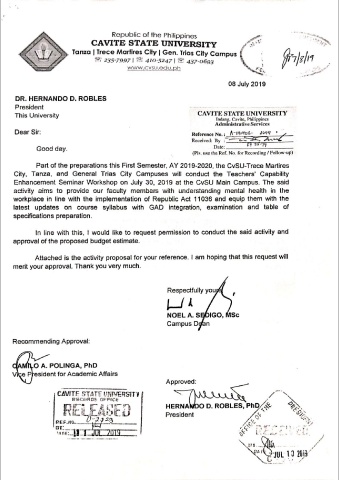 Republic of the Philippines
CAVITE STATE UNIVERSITY
Tanza | Trece Martires City | Gen. Trias City Campus
☏ 235-7997 | ☏ 410-5247 | ☏ 437-0693
www.cvsu.edu.ph
08 July 2019
DR. HERNANDO D. ROBLES
President
This University
CAVITE STATE UNIVERSITY
Indang, Cavite, Philippines
Administrative Services
Reference No.:
Received By:
Date:
(Pls. use the Ref. No. for Recording / Follow-up)
Dear Sir:
Good day.
Part of the preparations this First Semester, AY 2019-2020, the CvSU-Trece Martires
City, Tanza, and General Trias City Campuses will conduct the Teachers' Capability
Enhancement Seminar Workshop on July 30, 2019 at the CvSU Main Campus. The said
activity aims to provide our faculty members with understanding mental health in the
workplace in line with the implementation of Republic Act 11036 and equip them with the
latest updates on course syllabus with GAD integration, examination and table of
specifications preparation.
In line with this, I would like to request permission to conduct the said activity and
approval of the proposed budget estimate.
Attached is the activity proposal for your reference. I am hoping that this request will
merit your approval. Thank you very much.
Respectfully yours,
NOEL A. SEDIGO, MSc
Campus Dean
Recommending Approval:
CAMILO A. POLINGA, PhD
Vice President for Academic Affairs
Approved:
HERNANDO D. ROBLES, PhD
President
CAVITE STATE UNIVERSITY
RECORDS OFFICE
RELEASED
REF. NO.
JUL 2019
OFFICE OF THE PRESIDENT
RECEIVED
JUL 10 2019